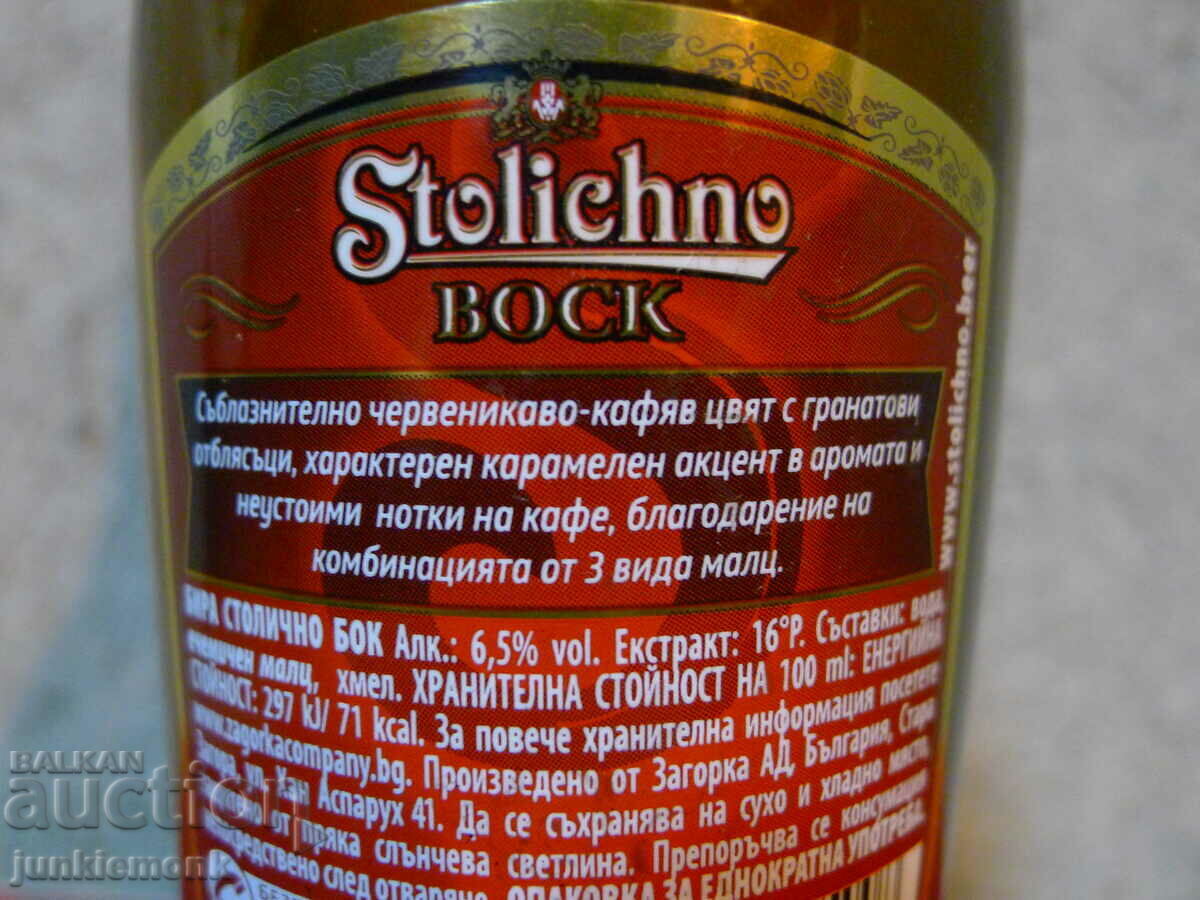 Stolichno
BOCK
Съблазнително червеникаво-кафяв цвят с гранатови
отблясъци, характерен карамелен акцент в аромата и
неустоими нотки на кафе, благодарение на
комбинацията от 3 вида малц.
БИРА СТОЛИЧНО БОК Алк.: 6,5% vol. Екстракт: 16°P. Съставки: вода,
ечемичен малц, хмел. ХРАНИТЕЛНА СТОЙНОСТ НА 100 ml: ЕНЕРГИЙНА
СТОЙНОСТ: 297 kJ/ 71 kcal. За повече хранителна информация посетете
www.zagorkacompany.bg. Произведено от Загорка АД, България, Стара
Загора, ул. Хан Аспарух 41. Да се съхранява на сухо и хладно място,
от пряка слънчева светлина. Препоръчва се консумация
непосредствено след отваряне. ОПАКОВКА ЗА ЕДНОКРАТНА УПОТРЕБА.
www.stolichno.beer
BALKAN
auction
junkiemonk